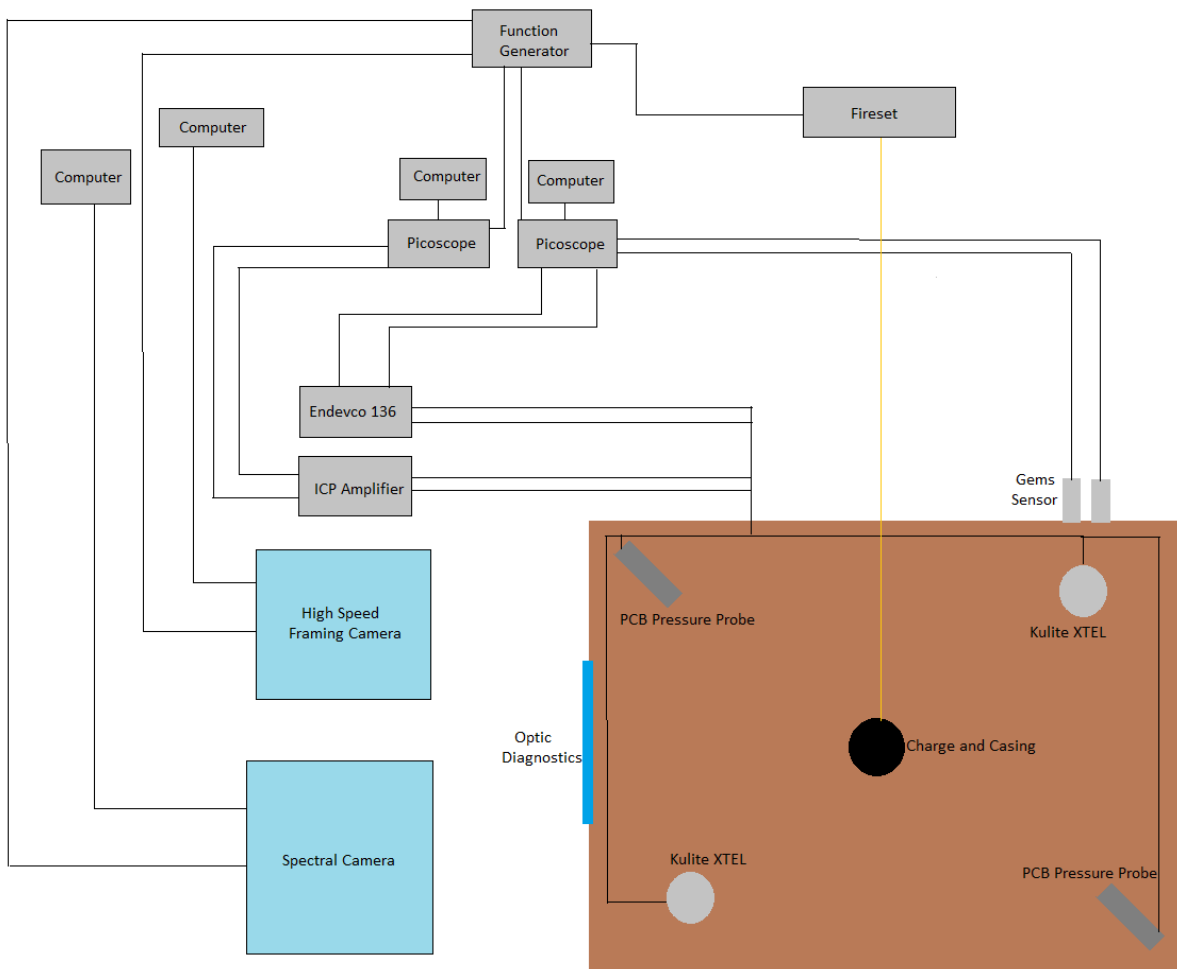 Function
Generator
Fireset
Computer
Computer
Computer
Computer
Picoscope
Picoscope
Endevco 136
ICP Amplifier
Gems
Sensor
High Speed
Framing Camera
PCB Pressure Probe
Kulite XTEL
Optic
Diagnostics
Charge and Casing
Spectral Camera
Kulite XTEL
PCB Pressure Probe